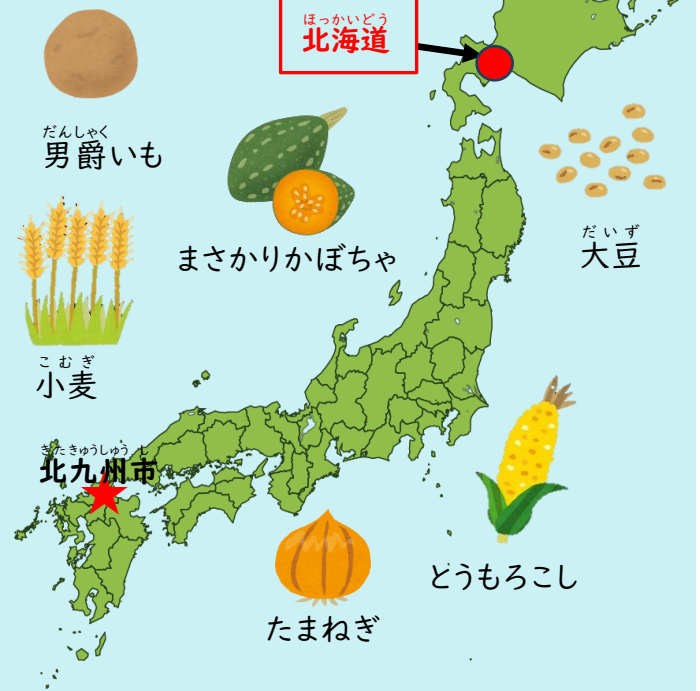 ほっかいどう
北海道
だんしゃく
男爵いも
まさかりかぼちゃ
だいず
大豆
こむぎ
小麦
きたきゅうしゅうし
北九州市
どうもろこし
たまねぎ